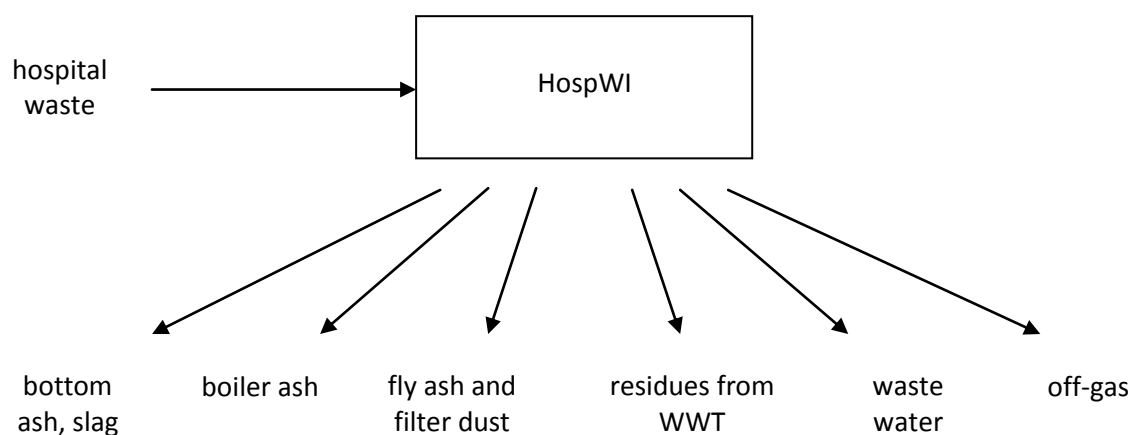 hospital
waste
HospWI
bottom
ash, slag
boiler ash
fly ash and
filter dust
residues from
WWT
waste
water
off-gas